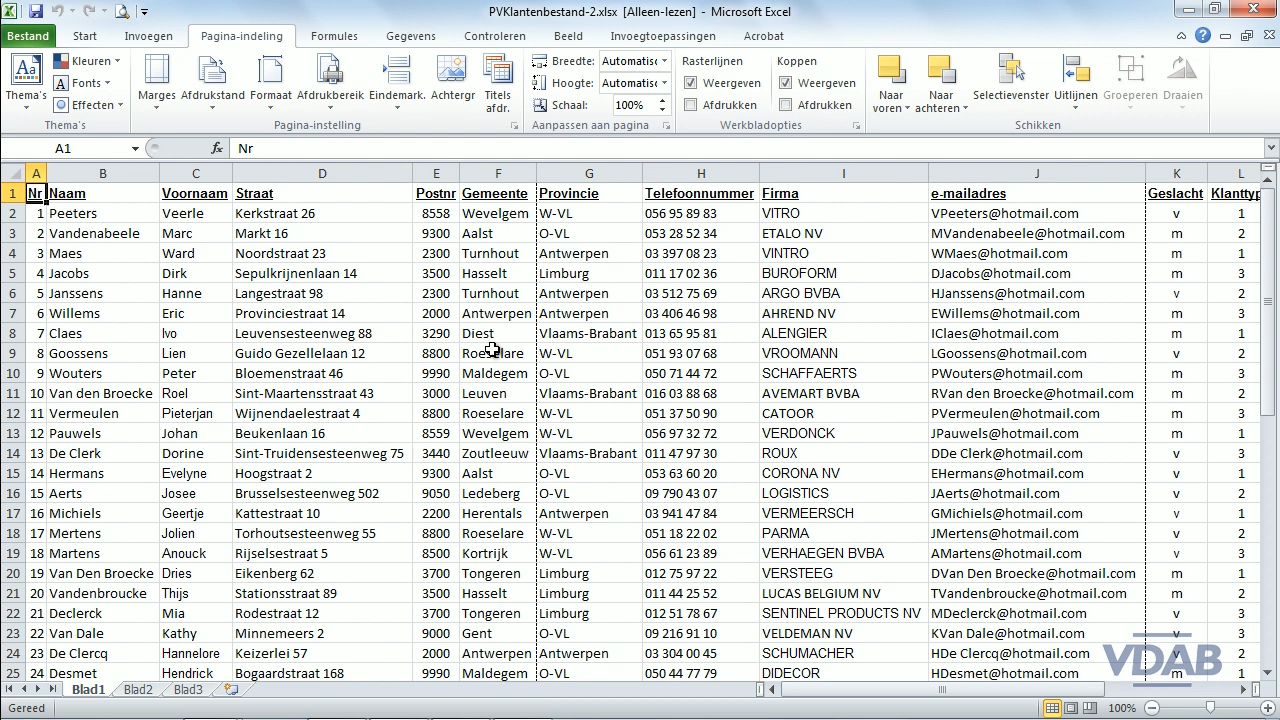 PVKlantenbestand-2.xlsx [Alleen-lezen] - Microsoft Excel
Bestand Start Invoegen Pagina-indeling Formules Gegevens Controleren Beeld Invoegtoepassingen Acrobat
Thema's Kleuren Fonts Effecten Marges Afdrukstand Formaat Afdrukbereik Eindemark. Achtergr Titels afdr. Breedte: Automatisc Hoogte: Automatisc Schaal: 100% Rasterlijnen Weergeven Afdrukken Koppen Weergeven Afdrukken Naar voren Naar achteren Selectievenster Uitlijnen Groeperen Draaien
Thema's Pagina-instelling Aanpassen aan pagina Werkbladopties Schikken
A1 fx Nr
A B C D E F G H I J K L
1 Nr Naam Voornaam Straat Postnr Gemeente Provincie Telefoonnummer Firma e-mailadres Geslacht Klanttyp
2 1 Peeters Veerle Kerkstraat 26 8558 Wevelgem W-VL 056 95 89 83 VITRO VPeeters@hotmail.com v 1
3 2 Vandenabeele Marc Markt 16 9300 Aalst O-VL 053 28 52 34 ETALO NV MVandenabeele@hotmail.com m 2
4 3 Maes Ward Noordstraat 23 2300 Turnhout Antwerpen 03 397 08 23 VINTRO WMaes@hotmail.com m 1
5 4 Jacobs Dirk Sepulkrijnenlaan 14 3500 Hasselt Limburg 011 17 02 36 BUROFORM DJacobs@hotmail.com m 3
6 5 Janssens Hanne Langestraat 98 2300 Turnhout Antwerpen 03 512 75 69 ARGO BVBA HJanssens@hotmail.com v 2
7 6 Willems Eric Provinciestraat 14 2000 Antwerpen Antwerpen 03 406 46 98 AHREND NV EWillems@hotmail.com m 3
8 7 Claes Ivo Leuvensesteenweg 88 3290 Diest Vlaams-Brabant 013 65 95 81 ALENGIER IClaes@hotmail.com m 1
9 8 Goossens Lien Guido Gezellelaan 12 8800 Roeselare W-VL 051 93 07 68 VROOMANN LGoossens@hotmail.com v 2
10 9 Wouters Peter Bloemenstraat 46 9990 Maldegem O-VL 050 71 44 72 SCHAFFAERTS PWouters@hotmail.com m 3
11 10 Van den Broecke Roel Sint-Maartensstraat 43 3000 Leuven Vlaams-Brabant 016 03 88 68 AVEMART BVBA RVan den Broecke@hotmail.com m 2
12 11 Vermeulen Pieterjan Wijnendaelestraat 4 8800 Roeselare W-VL 051 37 50 90 CATOOR PVermeulen@hotmail.com m 3
13 12 Pauwels Johan Beukenlaan 16 8559 Wevelgem W-VL 056 97 32 72 VERDONCK JPauwels@hotmail.com m 1
14 13 De Clerk Dorine Sint-Truidensesteenweg 75 3440 Zoutleeuw Vlaams-Brabant 011 47 97 30 ROUX DDe Clerk@hotmail.com v 3
15 14 Hermans Evelyne Hoogstraat 2 9300 Aalst O-VL 053 63 60 20 CORONA NV EHermans@hotmail.com v 1
16 15 Aerts Josee Brusselsesteenweg 502 9050 Ledeberg O-VL 09 790 43 07 LOGISTICS JAerts@hotmail.com v 2
17 16 Michiels Geertje Kattestraat 10 2200 Herentals Antwerpen 03 941 47 84 VERMEERSCH GMichiels@hotmail.com v 1
18 17 Mertens Jolien Torhoutsesteenweg 55 8800 Roeselare W-VL 051 18 22 02 PARMA JMertens@hotmail.com v 2
19 18 Martens Anouck Rijselsestraat 5 8500 Kortrijk W-VL 056 61 23 89 VERHAEGEN BVBA AMartens@hotmail.com v 3
20 19 Van Den Broecke Dries Eikenberg 62 3700 Tongeren Limburg 012 75 97 22 VERSTEEG DVan Den Broecke@hotmail.com m 1
21 20 Vandenbroucke Thijs Stationsstraat 89 3500 Hasselt Limburg 011 44 25 52 LUCAS BELGIUM NV TVandenbroucke@hotmail.com m 2
22 21 Declerck Mia Rodestraat 12 3700 Tongeren Limburg 012 51 78 67 SENTINEL PRODUCTS NV MDeclerck@hotmail.com v 3
23 22 Van Dale Kathy Minnemeers 2 9000 Gent O-VL 09 216 91 10 VELDEMAN NV KVan Dale@hotmail.com v 3
24 23 De Clercq Hannelore Keizerlei 57 2000 Antwerpen Antwerpen 03 304 00 45 SCHUMACHER HDe Clercq@hotmail.com v 3
25 24 Desmet Hendrick Bogaardstraat 168 9990 Maldegem O-VL 050 44 77 79 DIDECOR HDesmet@hotmail.com m 1
VDAB
Blad1 Blad2 Blad3
Gereed 100%